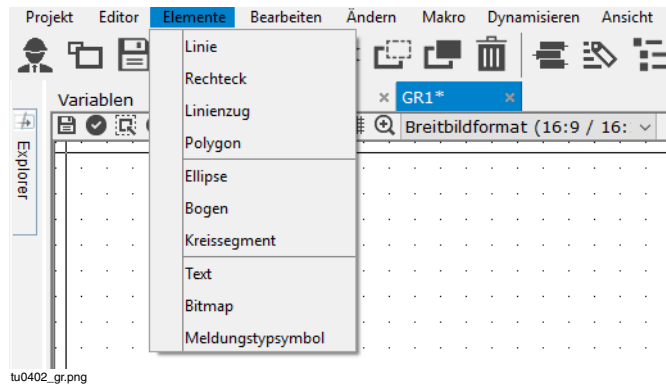 Projekt Editor Elemente Bearbeiten Ändern Makro Dynamisieren Ansicht
Linie
Rechteck
Linienzug
Polygon
Ellipse
Bogen
Kreissegment
Text
Bitmap
Meldungstypsymbol
Variablen × GR1* ×
Breitbildformat (16:9 / 16:
Explorer
tu0402_gr.png